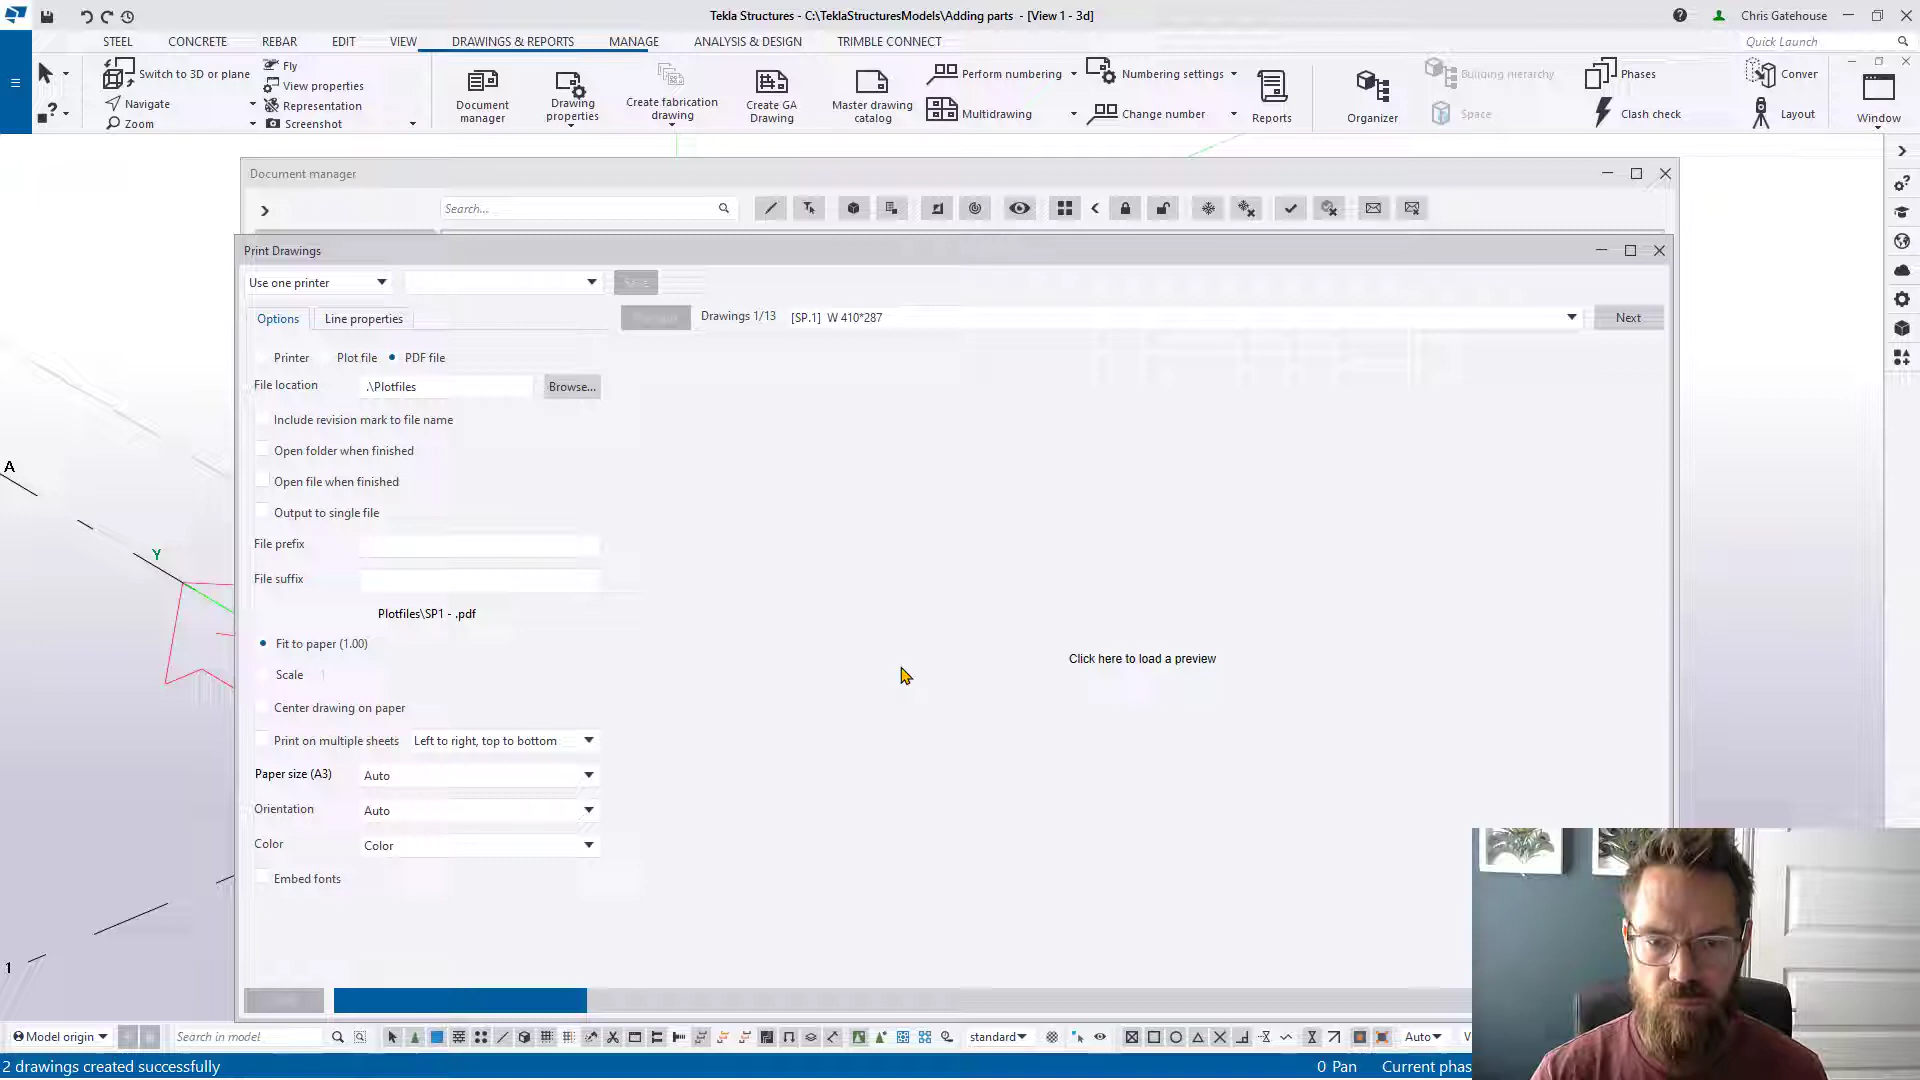 Tekla Structures - C:\TeklaStructuresModels\Adding parts - [View 1 - 3d]
Chris Gatehouse
STEEL CONCRETE REBAR EDIT VIEW DRAWINGS & REPORTS MANAGE ANALYSIS & DESIGN TRIMBLE CONNECT
Quick Launch
Switch to 3D or plane
Navigate
Zoom
Fly
View properties
Representation
Screenshot
Document manager
Drawing properties
Create fabrication drawing
Create GA Drawing
Master drawing catalog
Perform numbering
Multidrawing
Numbering settings
Change number
Reports
Organizer
Building hierarchy
Space
Phases
Clash check
Conver
Layout
Window
Document manager
Search...
Print Drawings
Use one printer
Options Line properties
Drawings 1/13 [SP.1] W 410*287 Next
Printer Plot file PDF file
File location .\Plotfiles Browse...
Include revision mark to file name
Open folder when finished
Open file when finished
Output to single file
File prefix
File suffix
Plotfiles\SP1 - .pdf
Fit to paper (1.00)
Scale 1
Center drawing on paper
Print on multiple sheets Left to right, top to bottom
Paper size (A3) Auto
Orientation Auto
Color Color
Embed fonts
Click here to load a preview
A
Y
1
Model origin Search in model standard Auto V
2 drawings created successfully 0 Pan Current phas